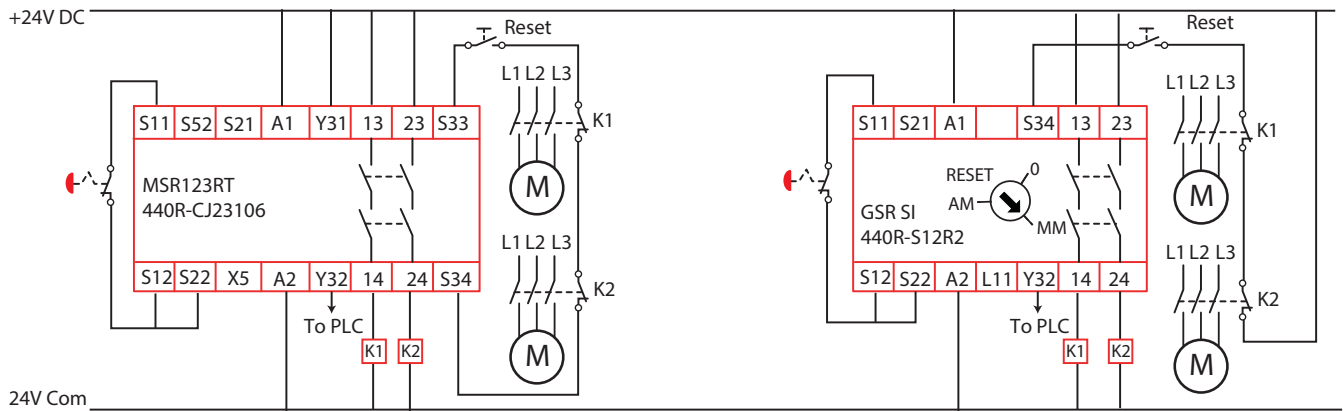 +24V DC
Reset
L1 L2 L3
S11 S52 S21 A1 Y31 13 23 S33
K1
MSR123RT
440R-CJ23106
M
L1 L2 L3
S12 S22 X5 A2 Y32 14 24 S34
K2
To PLC
K1 K2
M
24V Com
Reset
L1 L2 L3
S11 S21 A1 S34 13 23
K1
RESET 0
AM
MM
GSR SI
440R-S12R2
M
L1 L2 L3
S12 S22 A2 L11 Y32 14 24
K2
To PLC
K1 K2
M